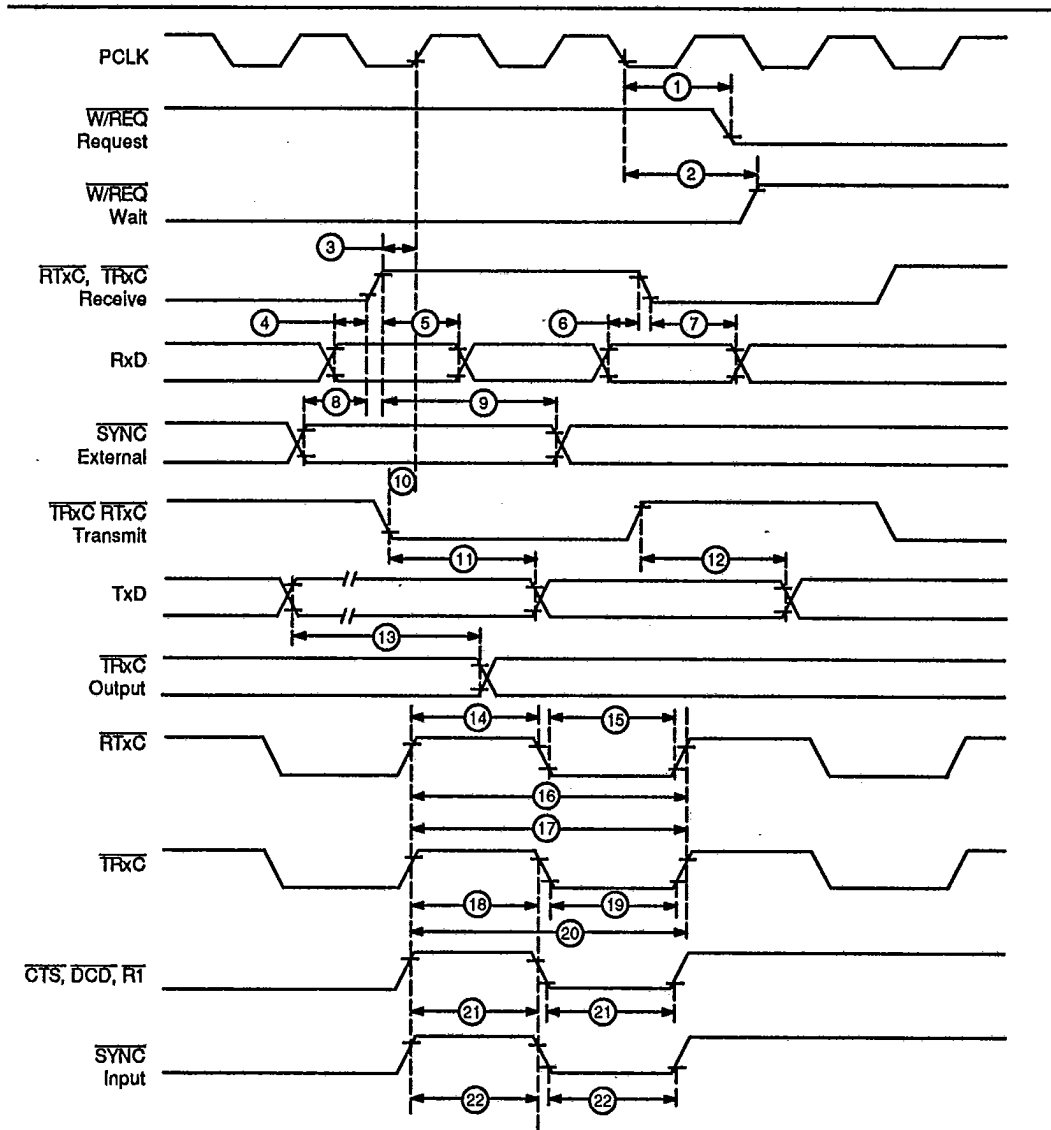 PCLK
1
W/REQ
Request
2
W/REQ
Wait
3
RTxC, TRxC
Receive
4
5
6
7
RxD
8
9
SYNC
External
10
TRxC RTxC
Transmit
11
12
TxD
13
TRxC
Output
14
15
RTxC
16
17
TRxC
18
19
20
CTS, DCD, R1
21
21
SYNC
Input
22
22